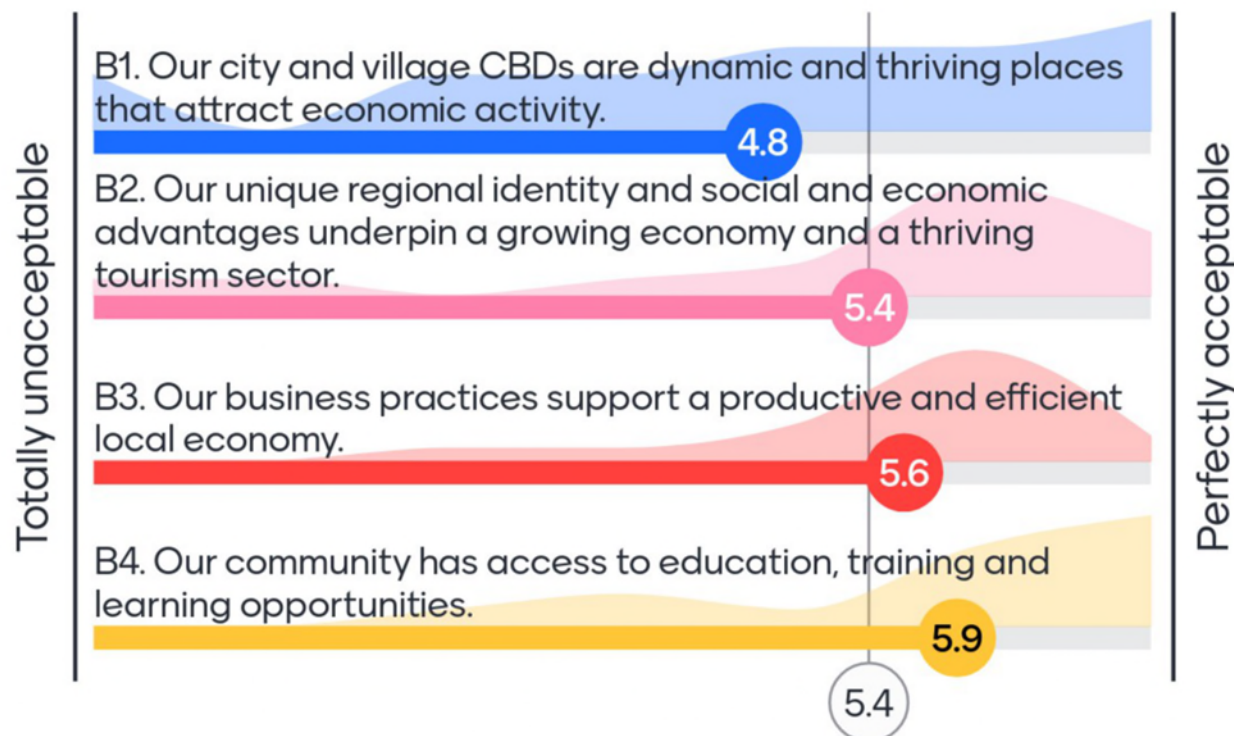 Totally unacceptable
B1. Our city and village CBDs are dynamic and thriving places
that attract economic activity.
4.8
B2. Our unique regional identity and social and economic
advantages underpin a growing economy and a thriving
tourism sector.
5.4
B3. Our business practices support a productive and efficient
local economy.
5.6
B4. Our community has access to education, training and
learning opportunities.
5.9
5.4
Perfectly acceptable